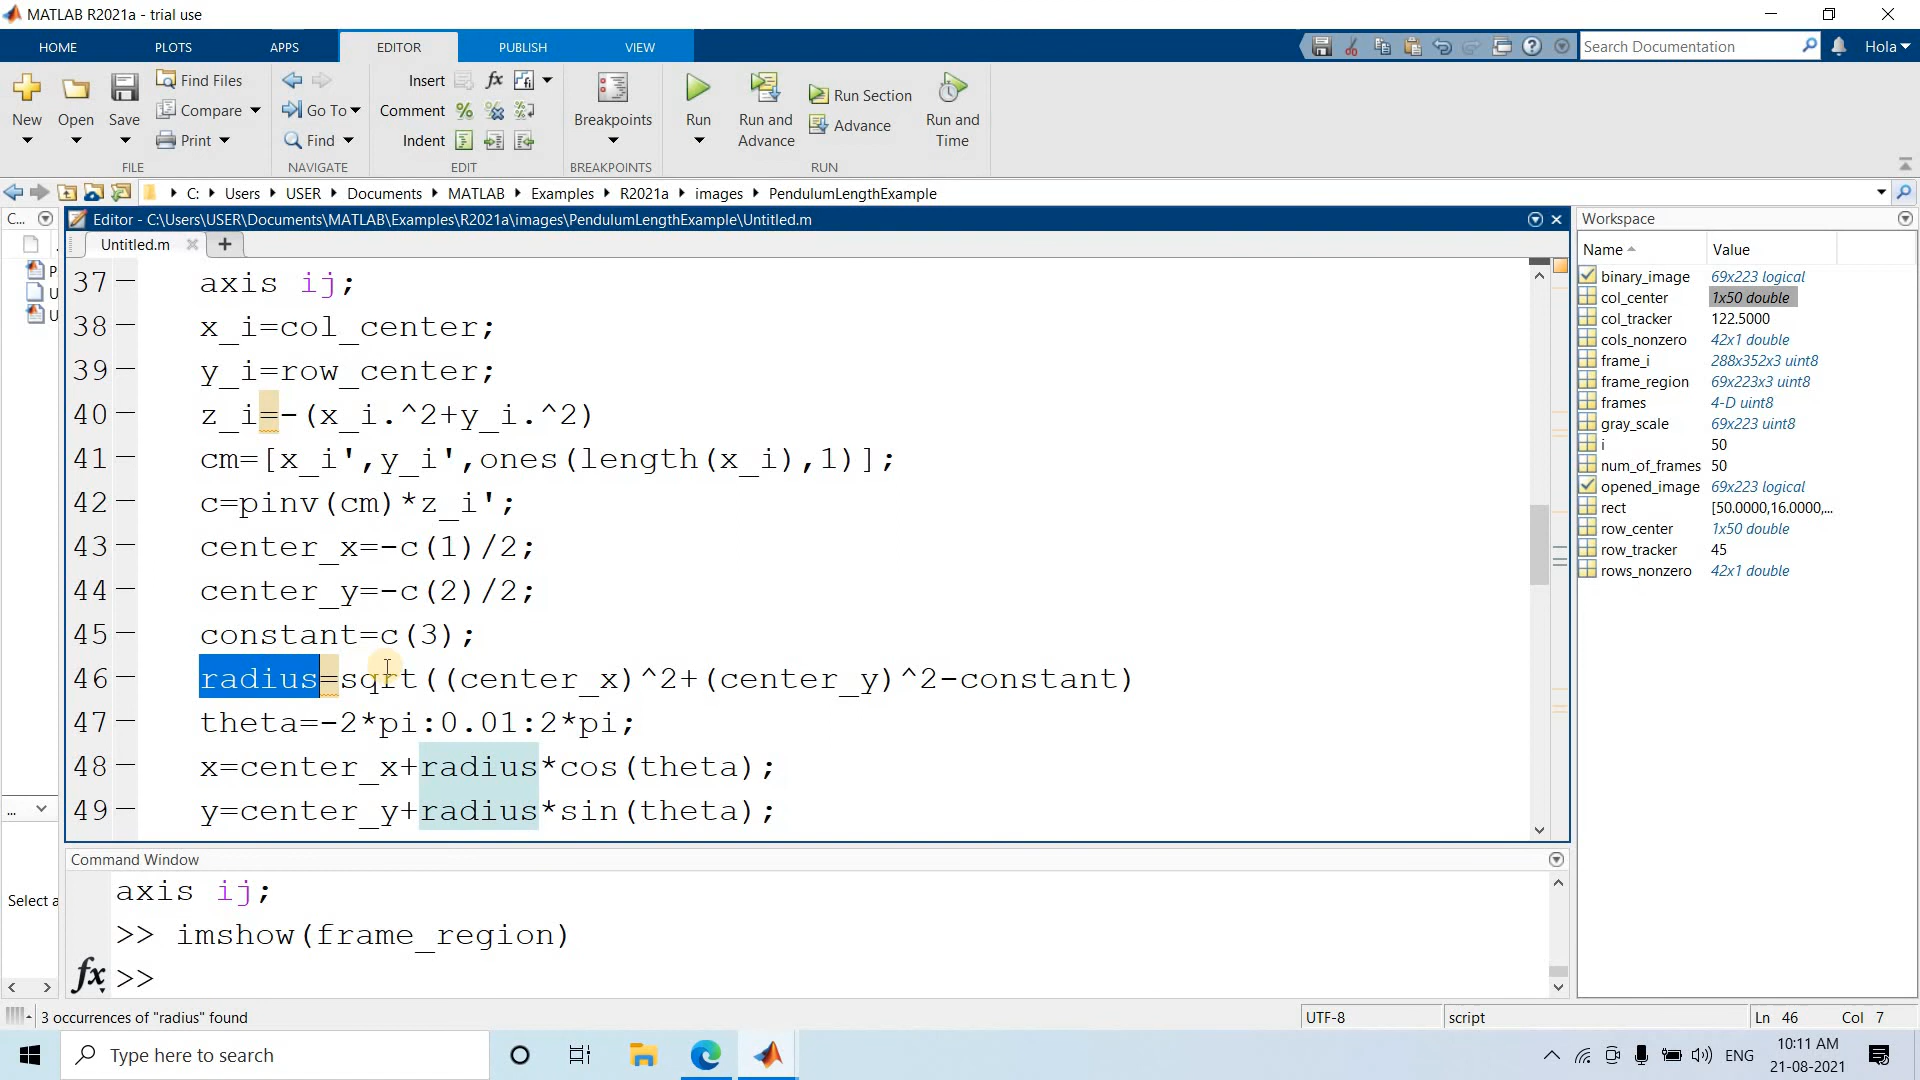 MATLAB R2021a - trial use
HOME PLOTS APPS EDITOR PUBLISH VIEW
Search Documentation
Hola
New Open Save
Find Files
Compare
Print
FILE
Go To
Find
NAVIGATE
Insert fx
Comment
Indent
EDIT
Breakpoints
BREAKPOINTS
Run
Run and Advance
Run Section
Advance
Run and Time
RUN
C: Users USER Documents MATLAB Examples R2021a images PendulumLengthExample
C...
Editor - C:\Users\USER\Documents\MATLAB\Examples\R2021a\images\PendulumLengthExample\Untitled.m
Untitled.m
P
U
U
37 axis ij;
38 x_i=col_center;
39 y_i=row_center;
40 z_i=-(x_i.^2+y_i.^2)
41 cm=[x_i',y_i',ones(length(x_i),1)];
42 c=pinv(cm)*z_i';
43 center_x=-c(1)/2;
44 center_y=-c(2)/2;
45 constant=c(3);
46 radius=sqrt((center_x)^2+(center_y)^2-constant)
47 theta=-2*pi:0.01:2*pi;
48 x=center_x+radius*cos(theta);
49 y=center_y+radius*sin(theta);
...
Select a
Command Window
axis ij;
>> imshow(frame_region)
fx >>
Workspace
Name Value
binary_image 69x223 logical
col_center 1x50 double
col_tracker 122.5000
cols_nonzero 42x1 double
frame_i 288x352x3 uint8
frame_region 69x223x3 uint8
frames 4-D uint8
gray_scale 69x223 uint8
i 50
num_of_frames 50
opened_image 69x223 logical
rect [50.0000,16.0000,...
row_center 1x50 double
row_tracker 45
rows_nonzero 42x1 double
3 occurrences of "radius" found
UTF-8
script
Ln 46 Col 7
Type here to search
ENG
10:11 AM
21-08-2021